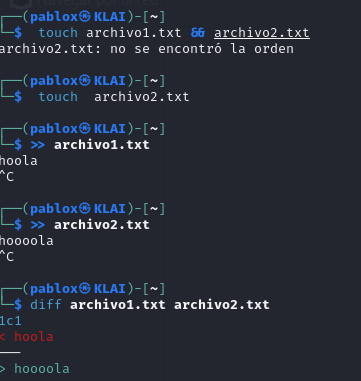 ┌──(pablox㉿KLAI)-[~]
└─$  touch archivo1.txt && archivo2.txt
archivo2.txt: no se encontró la orden
┌──(pablox㉿KLAI)-[~]
└─$  touch  archivo2.txt
┌──(pablox㉿KLAI)-[~]
└─$ >> archivo1.txt
hoola
^C
┌──(pablox㉿KLAI)-[~]
└─$ >> archivo2.txt
hoooola
^C
┌──(pablox㉿KLAI)-[~]
└─$ diff archivo1.txt archivo2.txt
1c1
< hoola
---
> hoooola